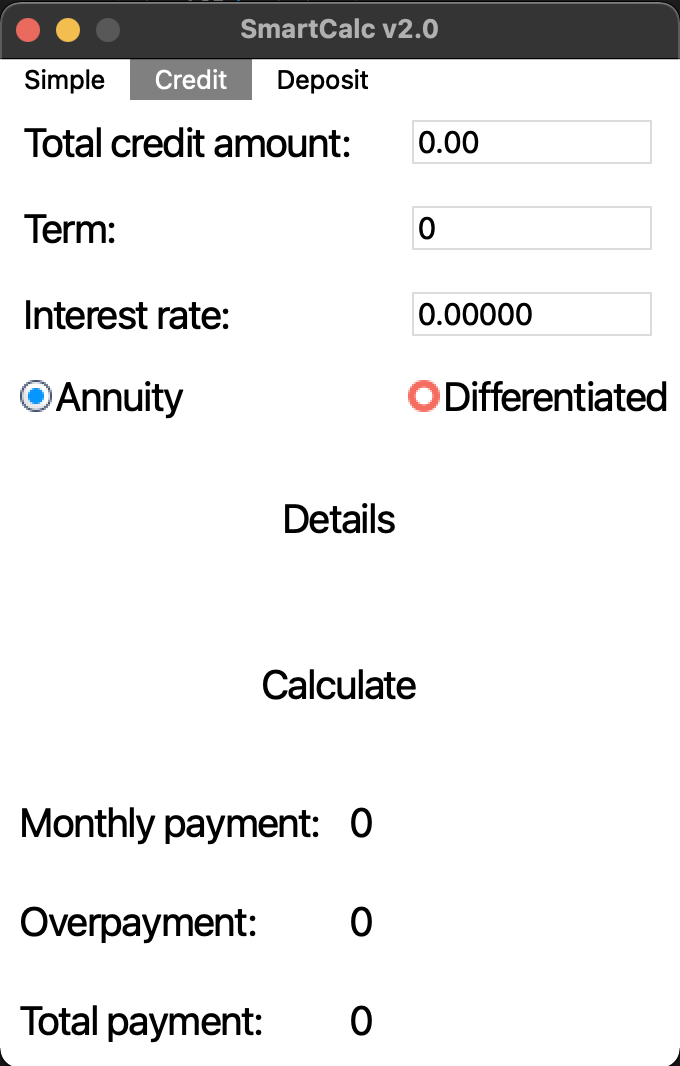 SmartCalc v2.0
Simple Credit Deposit
Total credit amount: 0.00
Term: 0
Interest rate: 0.00000
Annuity Differentiated
Details
Calculate
Monthly payment: 0
Overpayment: 0
Total payment: 0